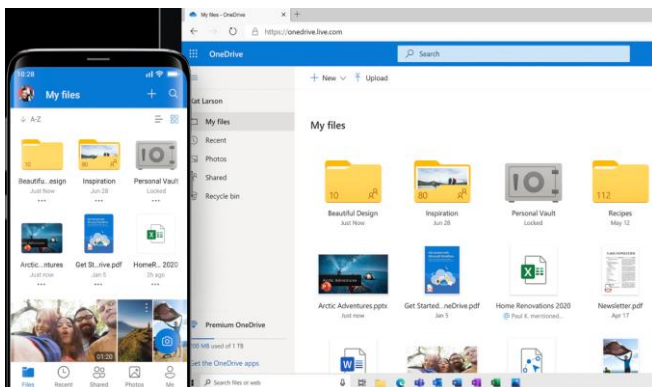 10:28
My files
A-Z
10
80
Beautifu...esign
Inspiration
Personal Vault
Just Now
Jun 28
Locked
Arctic...ntures
Get St...rive.pdf
HomeR... 2020
Just now
Jan 5
2h ago
01:20
Files
Recent
Shared
Photos
Me
My files - OneDrive
https://onedrive.live.com
OneDrive
Search
New
Upload
Kat Larson
My files
Recent
Photos
Shared
Recycle bin
Premium OneDrive
MB used of 1 TB
Get the OneDrive apps
My files
10
80
112
Beautiful Design
Inspiration
Personal Vault
Recipes
Just Now
Jun 28
Locked
May 12
Arctic Adventures
Arctic Adventures.pptx
Get Started...neDrive.pdf
Home Renovations 2020
Newsletter.pdf
Just now
Jan 5
@ Paul K. mentioned...
Apr 17
Search files or web